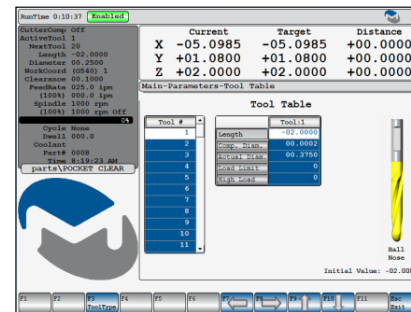 RunTime 0:10:37 Enabled
CutterComp Off
ActiveTool 1
NextTool 20
Length -02.0000
Diameter 00.2500
WorkCoord (G540) 1
Clearance 00.1000
FeedRate 025.0 ipm
(100%) 000.0 ipm
Spindle 1000 rpm
(100%) 1000 rpm Off
0%
Cycle None
Dwell 000.0
Coolant
Part# 0008
Time 8:19:23 AM
parts\POCKET CLEAR
Current Target Distance
X -05.0985 -05.0985 +00.0000
Y +01.0800 +01.0800 +00.0000
Z +02.0000 +02.0000 +00.0000
Main-Parameters-Tool Table
Tool Table
Tool #
1
2
3
4
5
6
7
8
9
10
11
Tool:1
Length -02.0000
Comp. Diam. 00.0002
Actual Diam. 00.3750
Load Limit 0
High Load 0
Ball
Nose
Initial Value: -02.00
F1 F2 F3 F4 F5 F6 F7 F8 F9 F10 F11 Esc
ToolType Exit